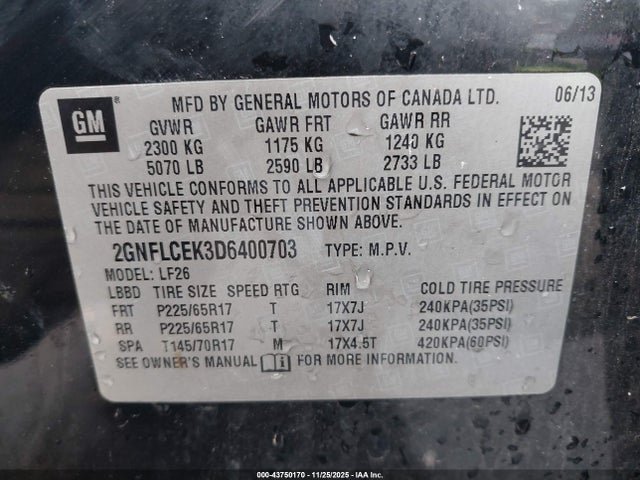 GM
MFD BY GENERAL MOTORS OF CANADA LTD. 06/13
GVWR GAWR FRT GAWR RR
2300 KG 1175 KG 1240 KG
5070 LB 2590 LB 2733 LB
THIS VEHICLE CONFORMS TO ALL APPLICABLE U.S. FEDERAL MOTOR
VEHICLE SAFETY AND THEFT PREVENTION STANDARDS IN EFFECT ON
THE DATE OF MANUFACTURE SHOWN ABOVE.
2GNFLCEK3D6400703 TYPE: M.P.V.
MODEL: LF26
LBBD TIRE SIZE SPEED RTG RIM COLD TIRE PRESSURE
FRT P225/65R17 T 17X7J 240KPA(35PSI)
RR P225/65R17 T 17X7J 240KPA(35PSI)
SPA T145/70R17 M 17X4.5T 420KPA(60PSI)
SEE OWNER'S MANUAL FOR MORE INFORMATION.
000-43750170 - 11/25/2025 - IAAHQ